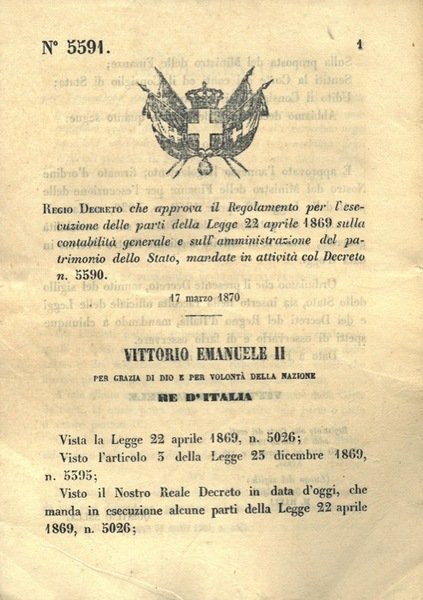 N° 5591.
1
REGIO DECRETO che approva il Regolamento per l'ese-
cuzione delle parti della Legge 22 aprile 1869 sulla
contabilità generale e sull'amministrazione del pa-
trimonio dello Stato, mandate in attività col Decreto
n. 5590.
17 marzo 1870
VITTORIO EMANUELE II
PER GRAZIA DI DIO E PER VOLONTÀ DELLA NAZIONE
RE D'ITALIA
Vista la Legge 22 aprile 1869, n. 5026;
Visto l'articolo 3 della Legge 23 dicembre 1869,
n. 5395;
Visto il Nostro Reale Decreto in data d'oggi, che
manda in esecuzione alcune parti della Legge 22 aprile
1869, n. 5026;